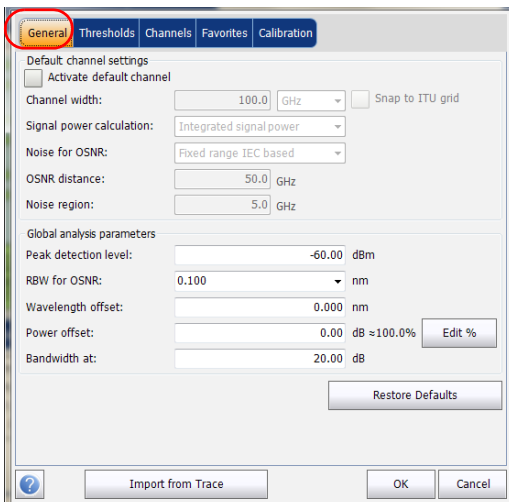 General Thresholds Channels Favorites Calibration
Default channel settings
Activate default channel
Channel width: 100.0 GHz Snap to ITU grid
Signal power calculation: Integrated signal power
Noise for OSNR: Fixed range IEC based
OSNR distance: 50.0 GHz
Noise region: 5.0 GHz
Global analysis parameters
Peak detection level: -60.00 dBm
RBW for OSNR: 0.100 nm
Wavelength offset: 0.000 nm
Power offset: 0.00 dB ≈100.0% Edit %
Bandwidth at: 20.00 dB
Restore Defaults
? Import from Trace OK Cancel